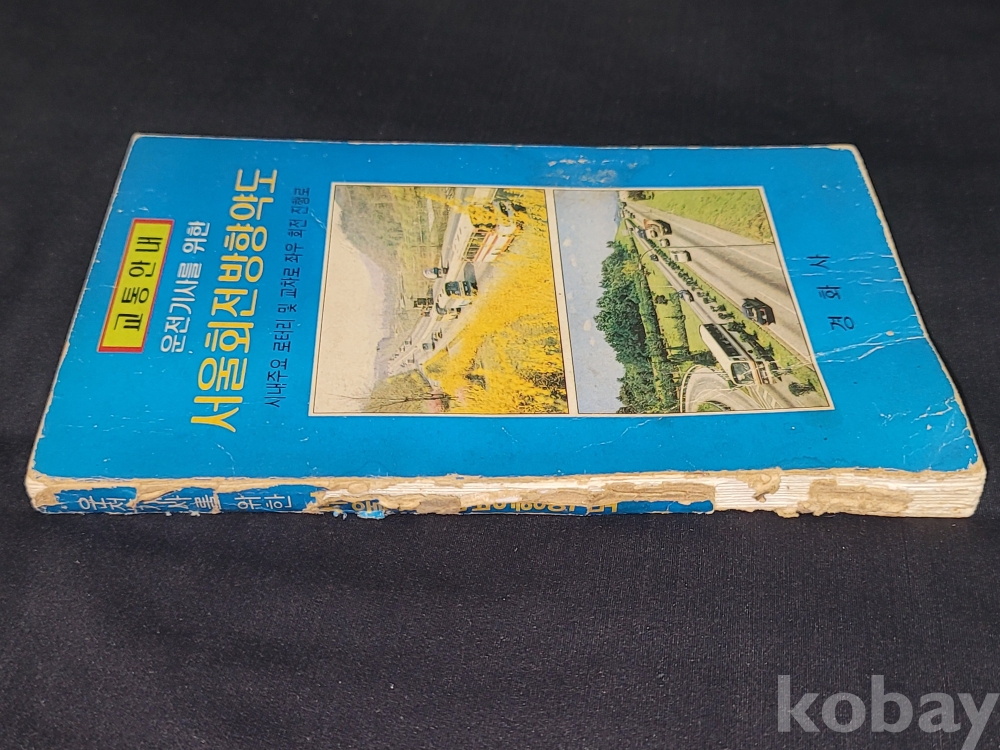 교통안내
운전기사를 위한
서울회전방향약도
시내주요 로타리 및 교차로 좌우 회전 진행로
경화사
운전기사를 위한
kobay